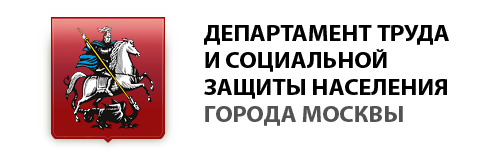 ДЕПАРТАМЕНТ ТРУДА
И СОЦИАЛЬНОЙ
ЗАЩИТЫ НАСЕЛЕНИЯ
ГОРОДА МОСКВЫ